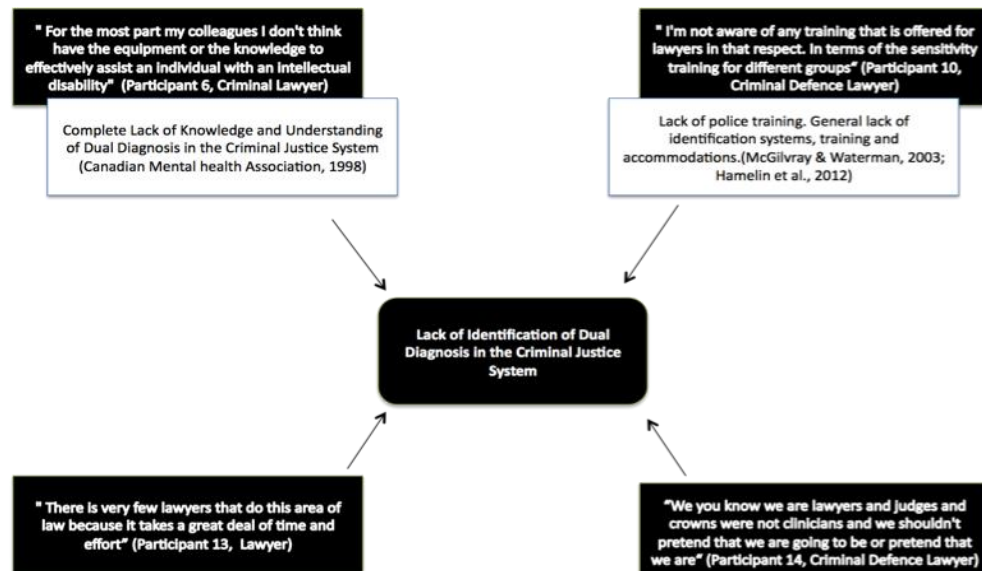 " For the most part my colleagues I don't think
have the equipment or the knowledge to
effectively assist an individual with an intellectual
disability" (Participant 6, Criminal Lawyer)
Complete Lack of Knowledge and Understanding
of Dual Diagnosis in the Criminal Justice System
(Canadian Mental health Association, 1998)
" I'm not aware of any training that is offered for
lawyers in that respect. In terms of the sensitivity
training for different groups“ (Participant 10,
Criminal Defence Lawyer)
Lack of police training. General lack of
identification systems, training and
accommodations.(McGilvray & Waterman, 2003;
Hamelin et al., 2012)
Lack of Identification of Dual
Diagnosis in the Criminal Justice
System
" There is very few lawyers that do this area of
law because it takes a great deal of time and
effort“ (Participant 13, Lawyer)
“We you know we are lawyers and judges and
crowns were not clinicians and we shouldn't
pretend that we are going to be or pretend that
we are“ (Participant 14, Criminal Defence Lawyer)